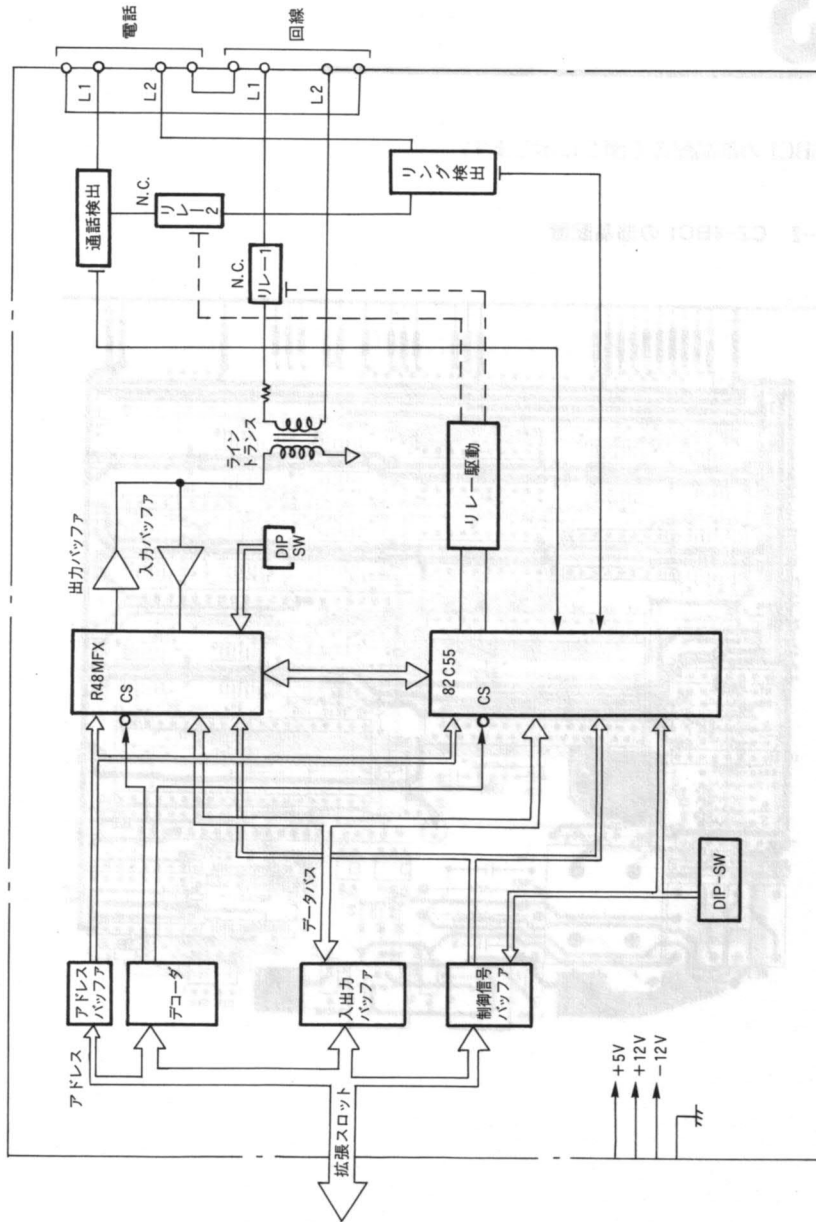 電話
回線
L1
L2
L1
L2
通話検出
N.C.
リレー2
リング検出
N.C.
リレー1
ライン
トランス
リレー駆動
出力バッファ
入力バッファ
DIP
SW
R48MFX
CS
82C55
CS
データバス
DIP-SW
アドレス
バッファ
デコーダ
入出力
バッファ
制御信号
バッファ
アドレス
拡張スロット
+5V
+12V
-12V